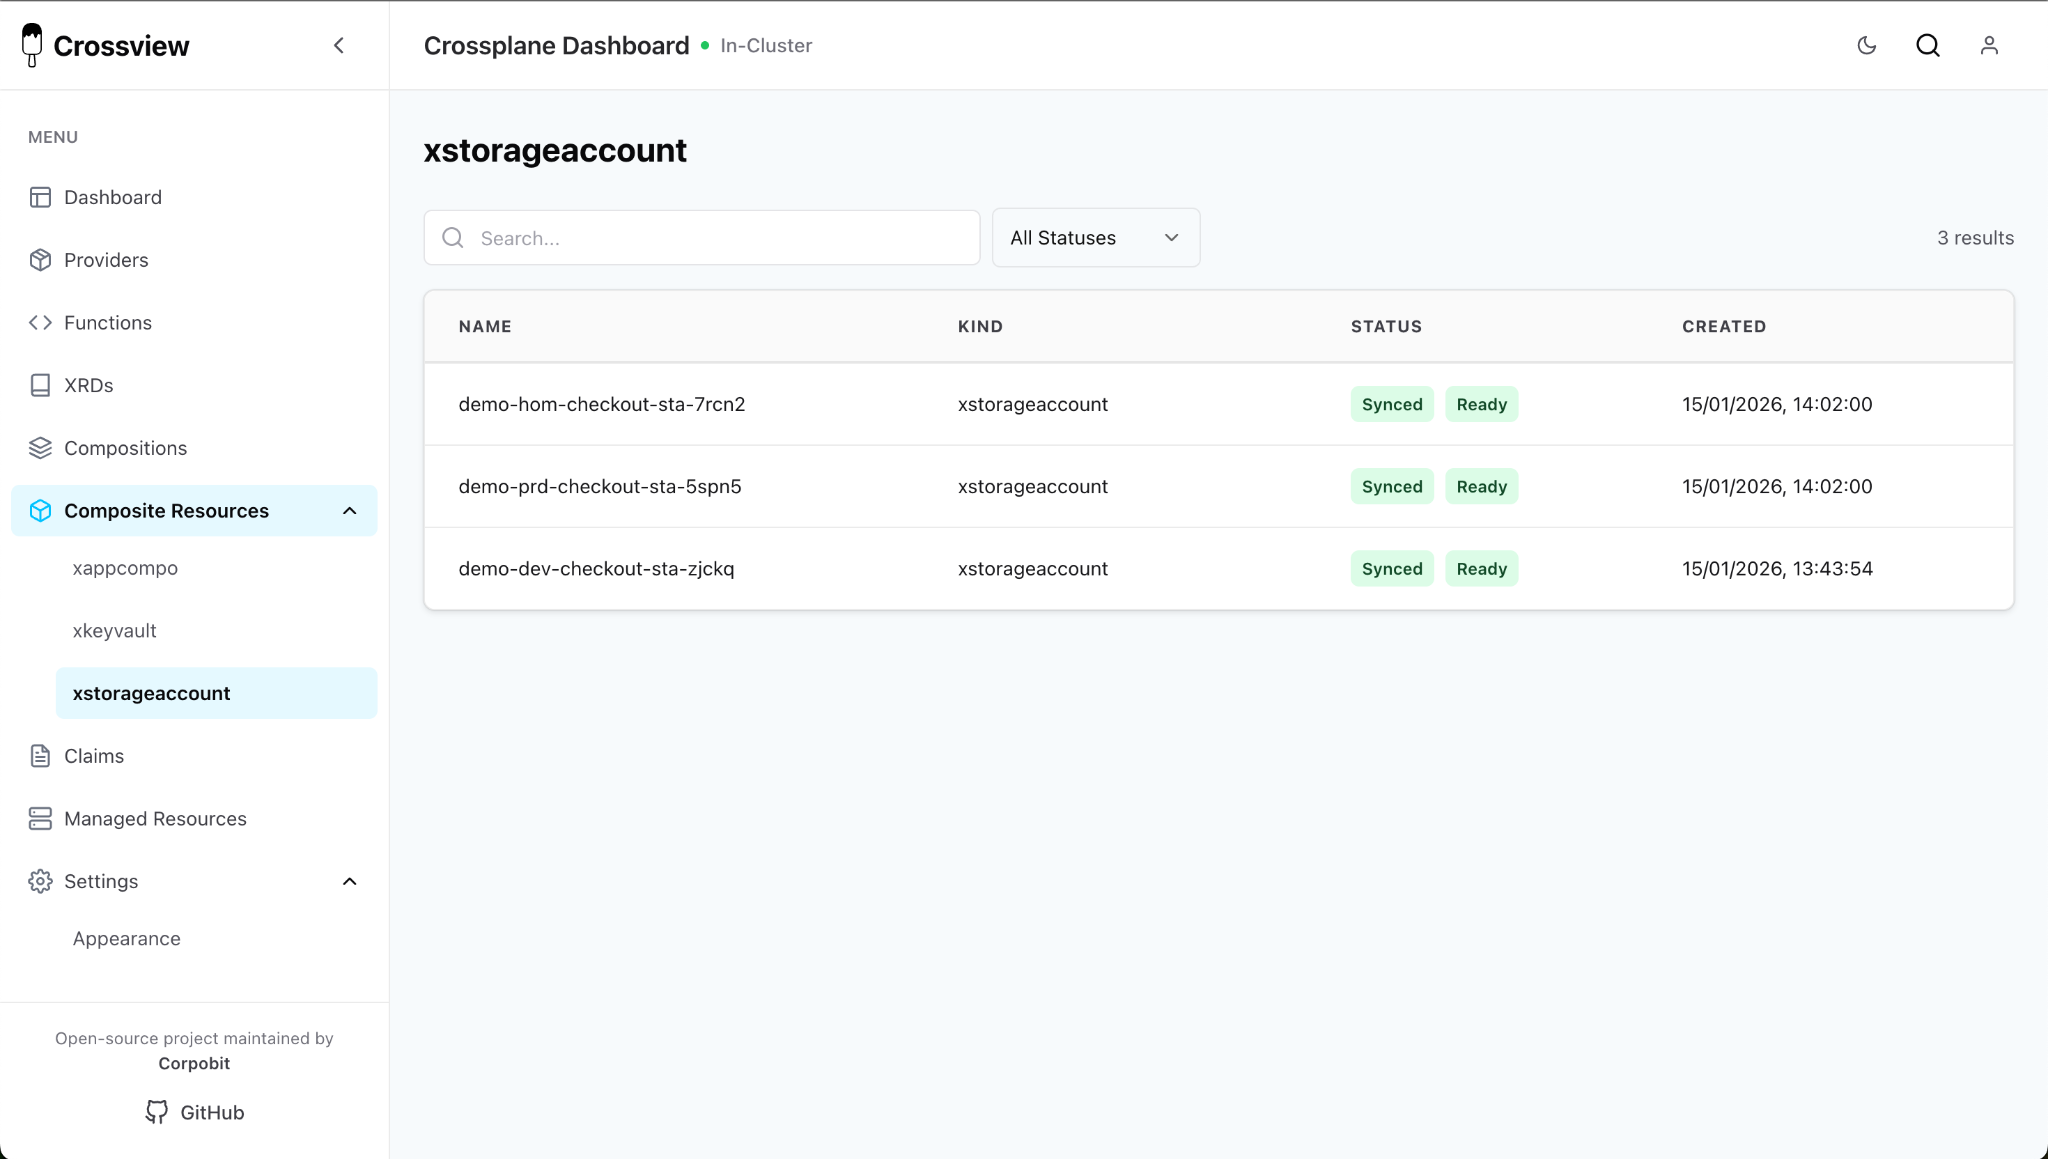 Crossview
Crossplane Dashboard In-Cluster
MENU
Dashboard
Providers
Functions
XRDs
Compositions
Composite Resources
xappcompo
xkeyvault
xstorageaccount
Claims
Managed Resources
Settings
Appearance
Open-source project maintained by
Corpobit
GitHub
xstorageaccount
Search... All Statuses 3 results
NAME KIND STATUS CREATED
demo-hom-checkout-sta-7rcn2 xstorageaccount Synced Ready 15/01/2026, 14:02:00
demo-prd-checkout-sta-5spn5 xstorageaccount Synced Ready 15/01/2026, 14:02:00
demo-dev-checkout-sta-zjckq xstorageaccount Synced Ready 15/01/2026, 13:43:54